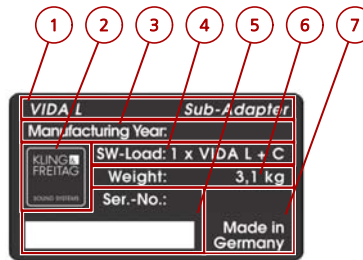 1 2 3 4 5 6 7
VIDA L Sub-Adapter
Manufacturing Year:
KLING & FREITAG
SOUND SYSTEMS
SW-Load: 1 x VIDA L + C
Weight: 3,1 kg
Ser.-No.:
Made in
Germany